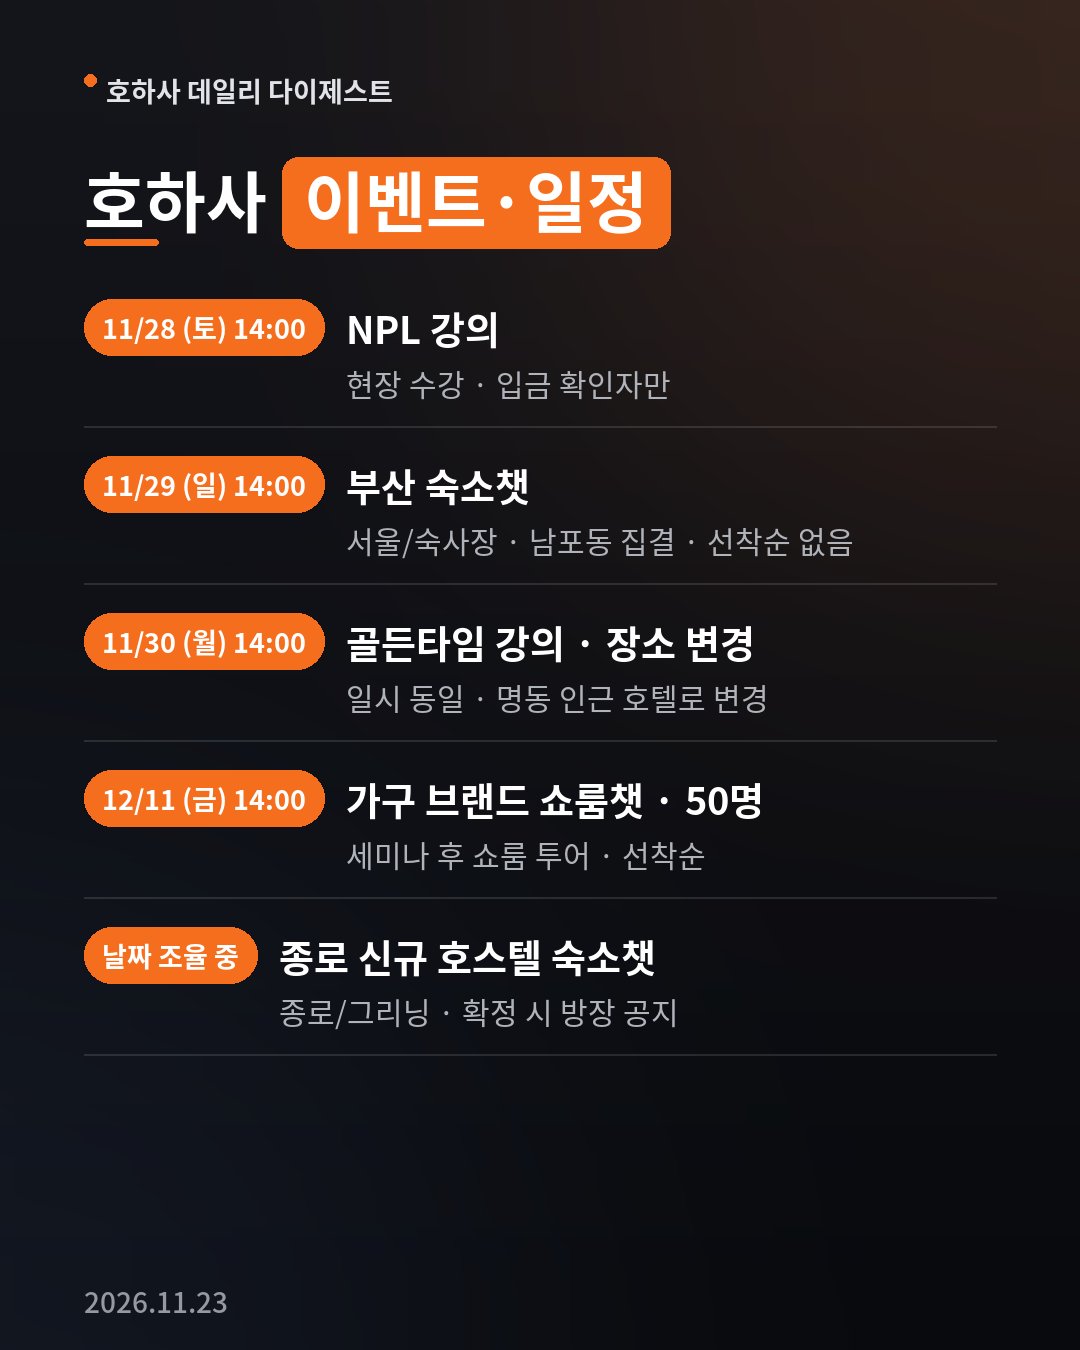 호하사 데일리 다이제스트
호하사 이벤트·일정
11/28 (토) 14:00 NPL 강의
현장 수강 · 입금 확인자만
11/29 (일) 14:00 부산 숙소챗
서울/숙사장 · 남포동 집결 · 선착순 없음
11/30 (월) 14:00 골든타임 강의 · 장소 변경
일시 동일 · 명동 인근 호텔로 변경
12/11 (금) 14:00 가구 브랜드 쇼룸챗 · 50명
세미나 후 쇼룸 투어 · 선착순
날짜 조율 중 종로 신규 호스텔 숙소챗
종로/그리닝 · 확정 시 방장 공지
2026.11.23